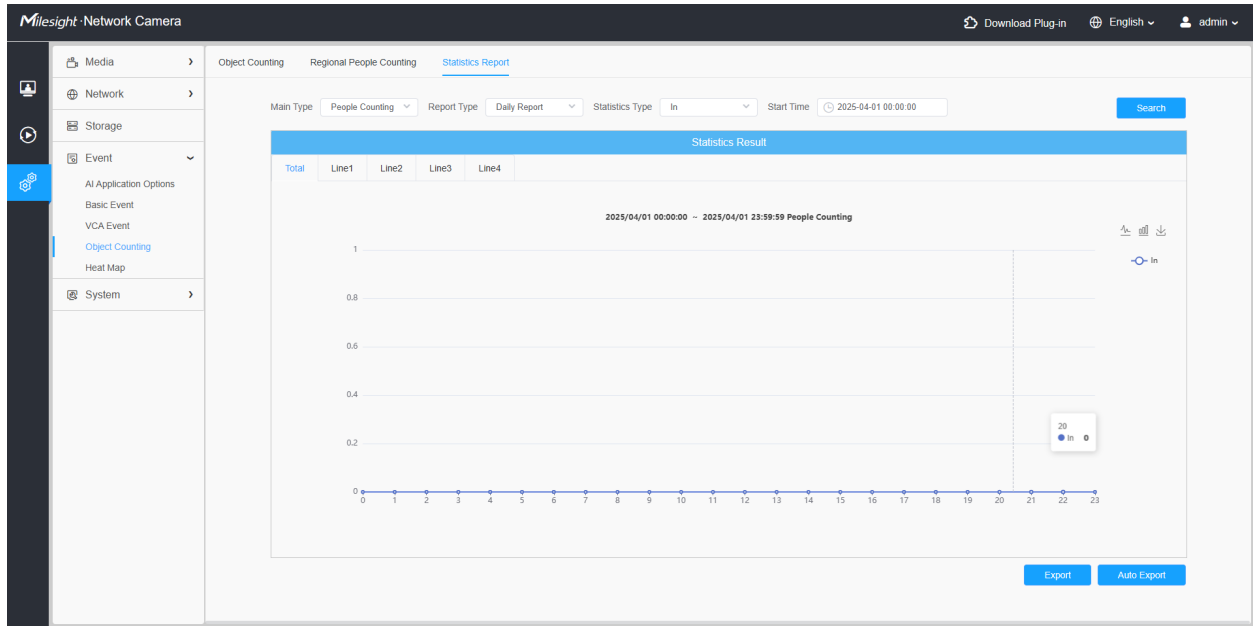 Milesight · Network Camera
Download Plug-in English admin
Media
Network
Storage
Event
AI Application Options
Basic Event
VCA Event
Object Counting
Heat Map
System
Object Counting Regional People Counting Statistics Report
Main Type People Counting Report Type Daily Report Statistics Type In Start Time 2025-04-01 00:00:00 Search
Statistics Result
Total Line1 Line2 Line3 Line4
2025/04/01 00:00:00 ~ 2025/04/01 23:59:59 People Counting
In
1
0.8
0.6
0.4
0.2
0
20
In 0
0 1 2 3 4 5 6 7 8 9 10 11 12 13 14 15 16 17 18 19 20 21 22 23
Export Auto Export